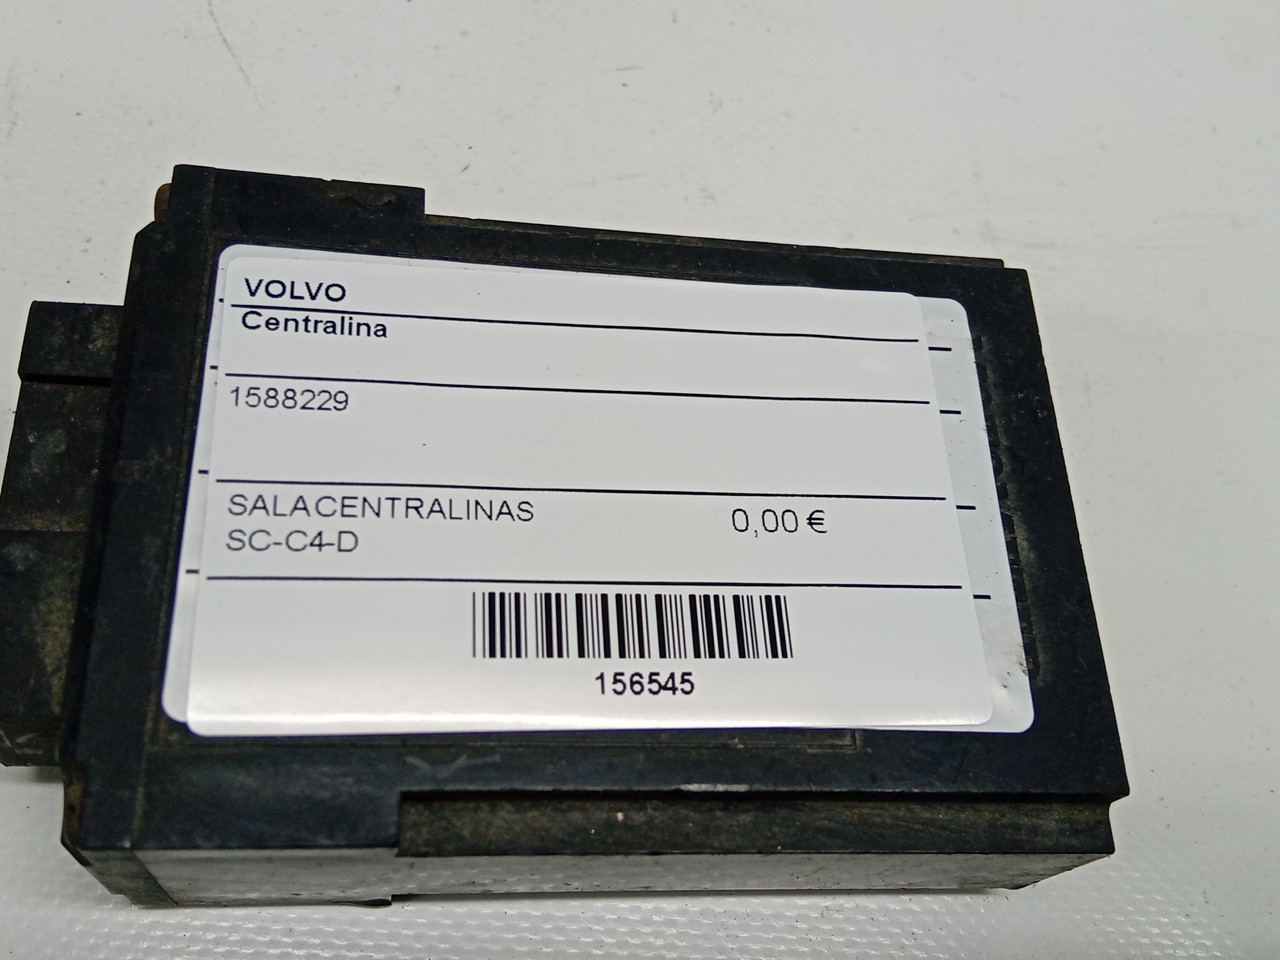 VOLVO
Centralina
1588229
SALACENTRALINAS
0,00 €
SC-C4-D
156545